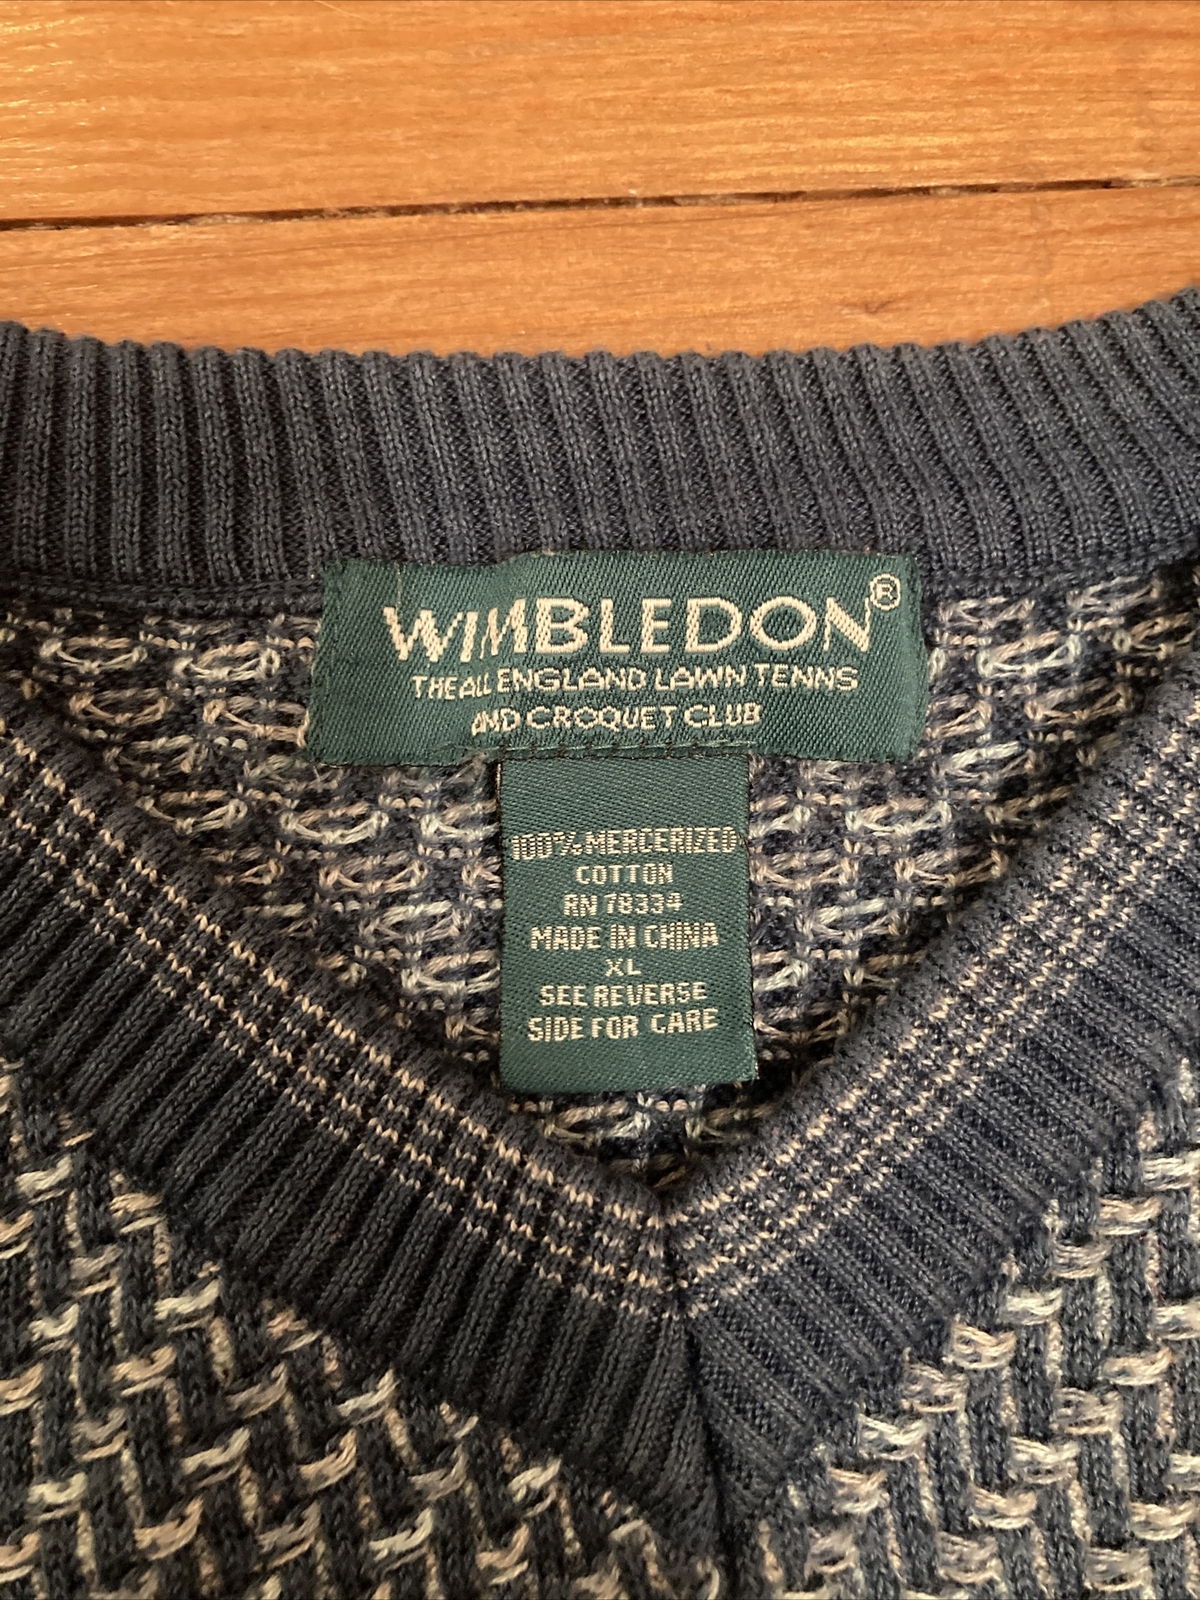 WIMBLEDON®
THE ALL ENGLAND LAWN TENNS
AND CROQUET CLUB
100% MERCERIZED
COTTON
RN 78334
MADE IN CHINA
XL
SEE REVERSE
SIDE FOR CARE